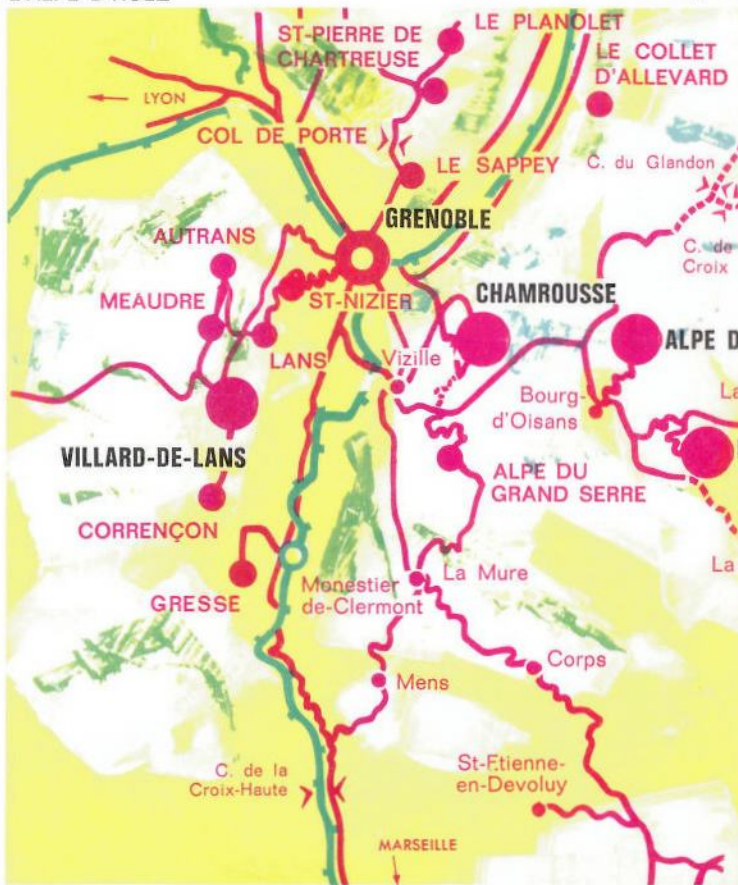 ST-PIERRE DE
CHARTREUSE
LE PLANOLET
LE COLLET
D'ALLEVARD
LYON
COL DE PORTE
LE SAPPEY
C. du Glandon
GRENOBLE
C. de
Croix
AUTRANS
MEAUDRE
ST-NIZIER
CHAMROUSSE
LANS
Vizille
ALPE D
Bourg-
d'Oisans
La
VILLARD-DE-LANS
ALPE DU
GRAND SERRE
CORRENÇON
La
GRESSE
Monestier
de-Clermont
La Mure
Corps
Mens
C. de la
Croix-Haute
St-Etienne-
en-Devoluy
MARSEILLE